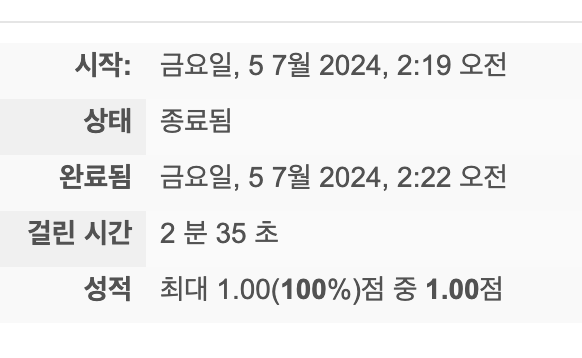 시작: 금요일, 5 7월 2024, 2:19 오전
상태 종료됨
완료됨 금요일, 5 7월 2024, 2:22 오전
걸린 시간 2 분 35 초
성적 최대 1.00(100%)점 중 1.00점